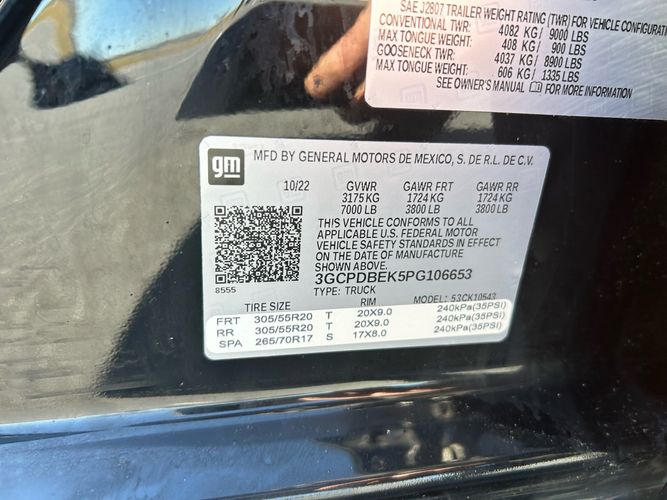 SAE J2807 TRAILER WEIGHT RATING (TWR) FOR VEHICLE CONFIGURATION
CONVENTIONAL TWR: 4082 KG/ 9000 LBS
MAX TONGUE WEIGHT: 408 KG/ 900 LBS
GOOSENECK TWR: 4037 KG/ 8900 LBS
MAX TONGUE WEIGHT: 606 KG/ 1335 LBS
SEE OWNER'S MANUAL FOR MORE INFORMATION
gm MFD BY GENERAL MOTORS DE MEXICO, S. DE R.L. DE C.V.
10/22 GVWR GAWR FRT GAWR RR
3175 KG 1724 KG 1724 KG
7000 LB 3800 LB 3800 LB
THIS VEHICLE CONFORMS TO ALL
APPLICABLE U.S. FEDERAL MOTOR
VEHICLE SAFETY STANDARDS IN EFFECT
ON THE DATE OF MANUFACTURE
SHOWN ABOVE.
3GCPDBEK5PG106653
8555 TYPE: TRUCK MODEL: 53CK10543
TIRE SIZE RIM
FRT 305/55R20 T 20X9.0 240kPa(35PSI)
RR 305/55R20 T 20X9.0 240kPa(35PSI)
SPA 265/70R17 S 17X8.0 240kPa(35PSI)